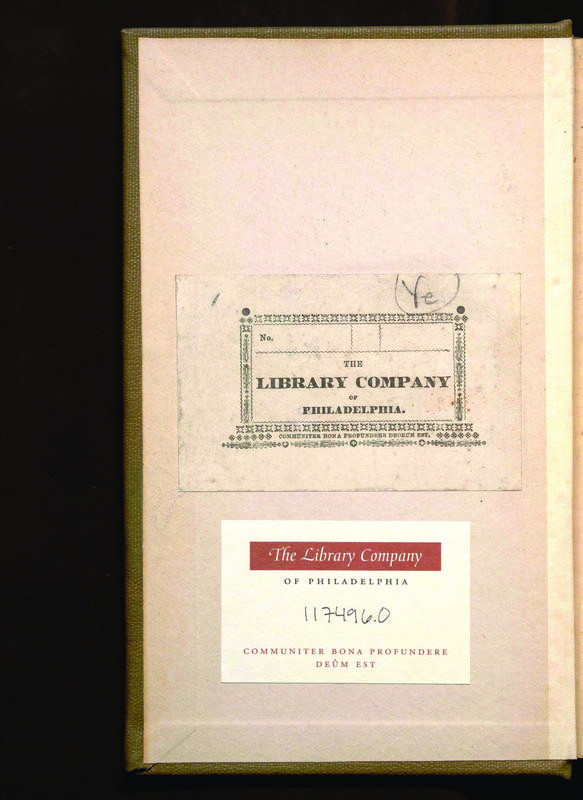 Ye
No.
THE
LIBRARY COMPANY
OF
PHILADELPHIA.
COMMUNITER BONA PROFUNDERE DEORUM EST.
The Library Company
OF PHILADELPHIA
117496.0
COMMUNITER BONA PROFUNDERE
DEÛM EST